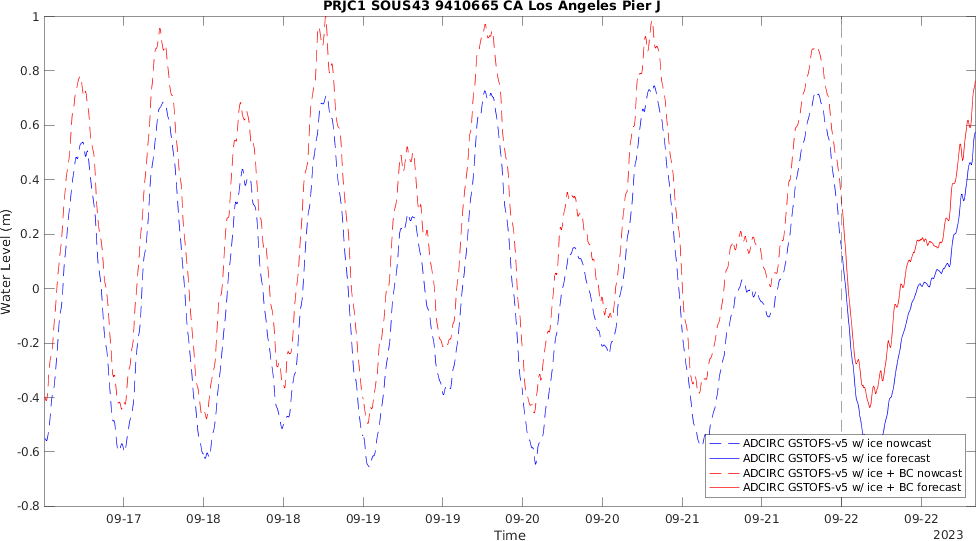 PRJC1 SOUS43 9410665 CA Los Angeles Pier J
1
0.8
0.6
0.4
0.2
0
-0.2
-0.4
-0.6
-0.8
Water Level (m)
ADCIRC GSTOFS-v5 w/ ice nowcast
ADCIRC GSTOFS-v5 w/ ice forecast
ADCIRC GSTOFS-v5 w/ ice + BC nowcast
ADCIRC GSTOFS-v5 w/ ice + BC forecast
09-17 09-18 09-18 09-19 09-19 09-20 09-20 09-21 09-21 09-22 09-22
Time
2023